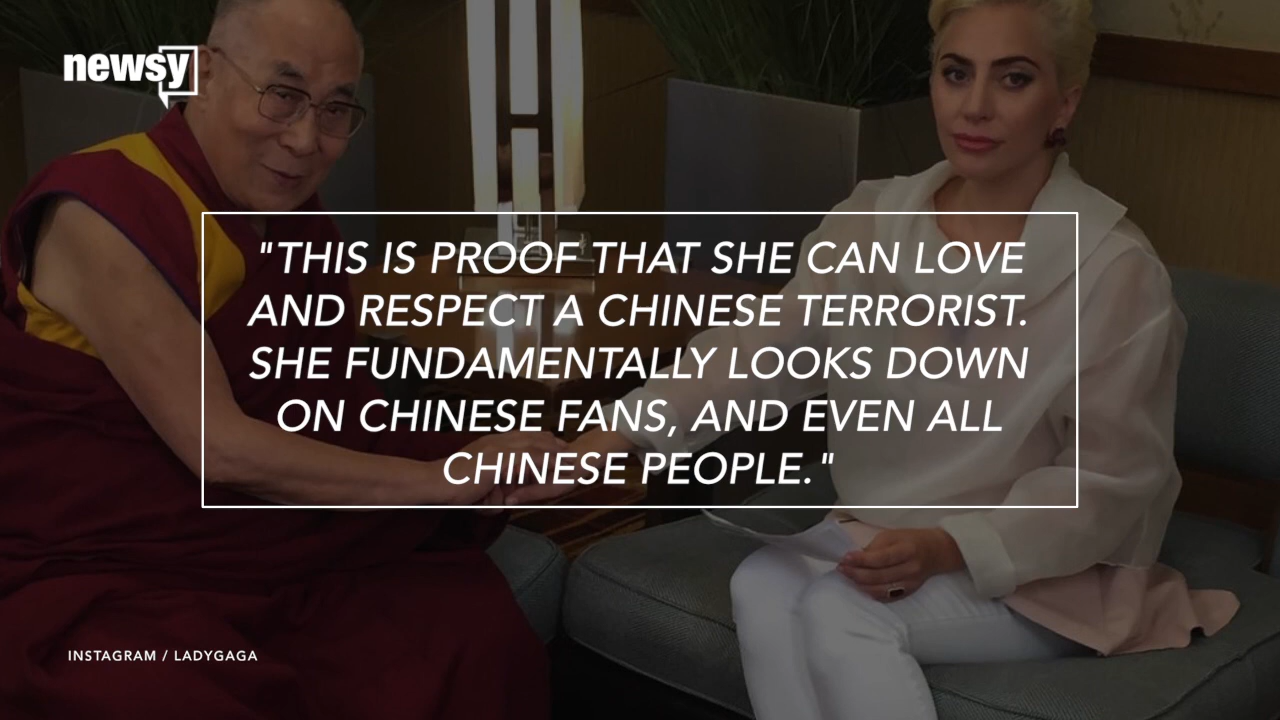 newsy
"THIS IS PROOF THAT SHE CAN LOVE
AND RESPECT A CHINESE TERRORIST.
SHE FUNDAMENTALLY LOOKS DOWN
ON CHINESE FANS, AND EVEN ALL
CHINESE PEOPLE."
INSTAGRAM / LADYGAGA